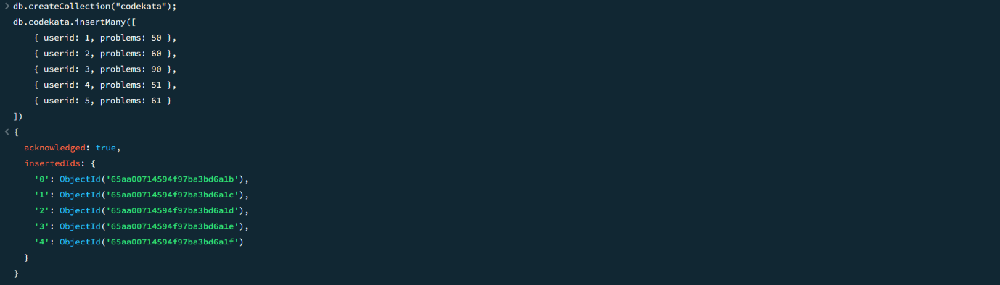 > db.createCollection("codekata");
db.codekata.insertMany([
{ userid: 1, problems: 50 },
{ userid: 2, problems: 60 },
{ userid: 3, problems: 90 },
{ userid: 4, problems: 51 },
{ userid: 5, problems: 61 }
])
< {
acknowledged: true,
insertedIds: {
'0': ObjectId('65aa00714594f97ba3bd6a1b'),
'1': ObjectId('65aa00714594f97ba3bd6a1c'),
'2': ObjectId('65aa00714594f97ba3bd6a1d'),
'3': ObjectId('65aa00714594f97ba3bd6a1e'),
'4': ObjectId('65aa00714594f97ba3bd6a1f')
}
}